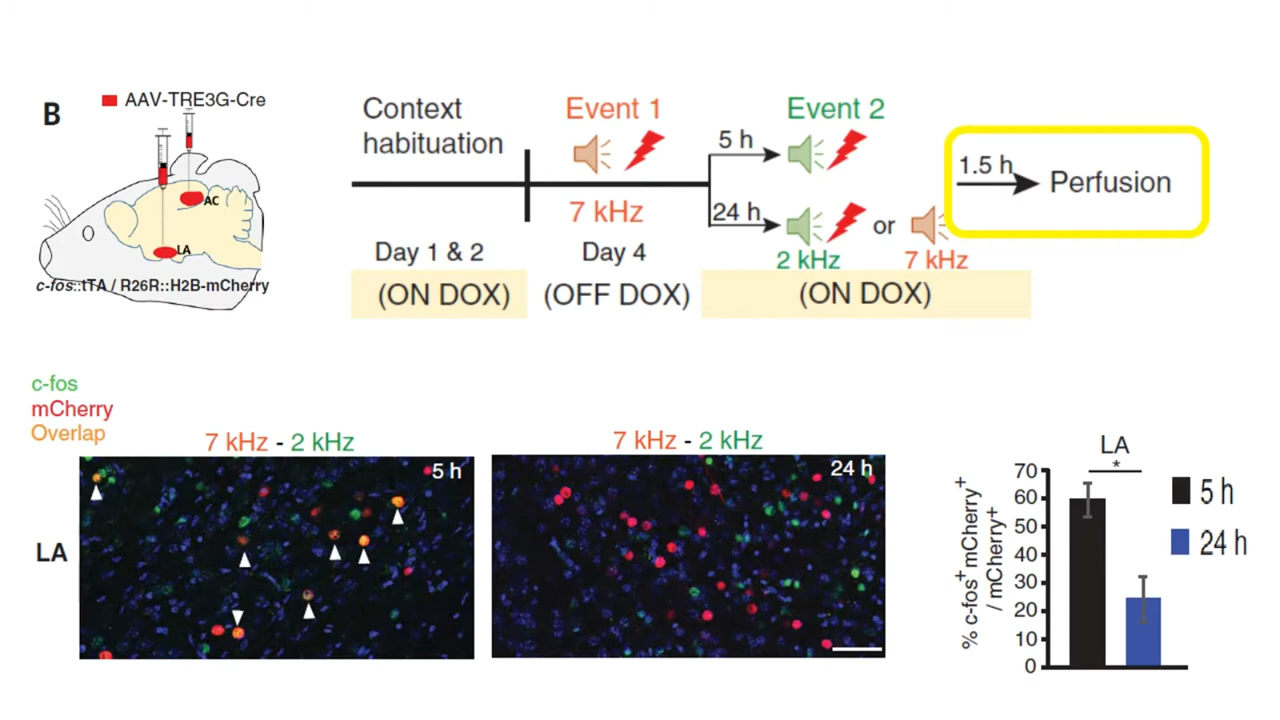 B
AAV-TRE3G-Cre
AC
LA
c-fos::tTA / R26R::H2B-mCherry
Context
habituation
Event 1
7 kHz
5 h
24 h
Event 2
or
2 kHz
7 kHz
1.5 h
Perfusion
Day 1 & 2
Day 4
(ON DOX)
(OFF DOX)
(ON DOX)
c-fos
mCherry
Overlap
7 kHz - 2 kHz
5 h
7 kHz - 2 kHz
24 h
LA
LA
*
% c-fos+ mCherry+
/ mCherry+
70
60
50
40
30
20
10
0
5 h
24 h